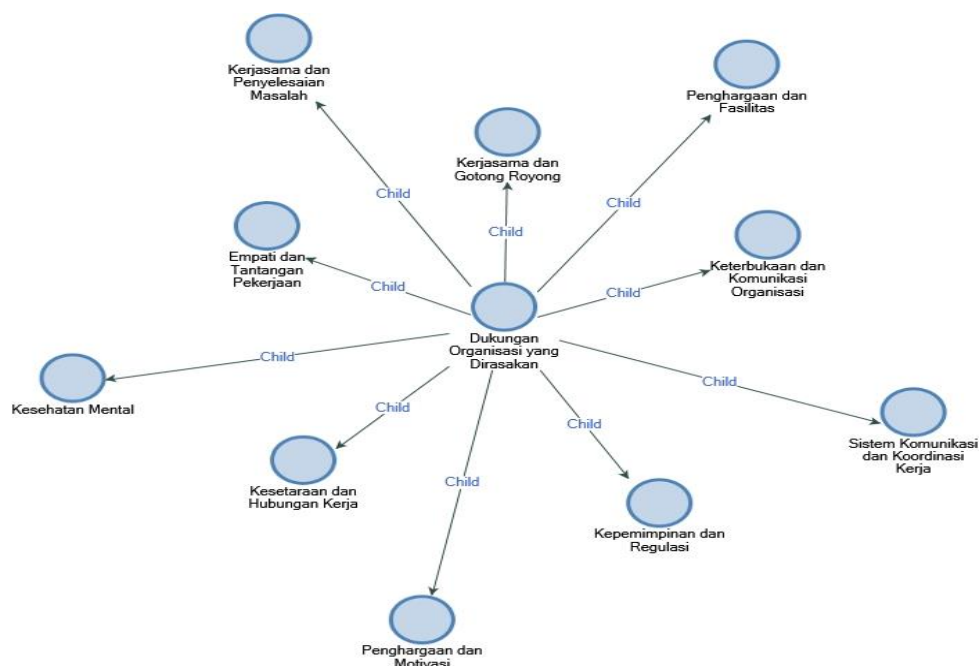 Kerjasama dan
Penyelesaian
Masalah
Penghargaan dan
Fasilitas
Kerjasama dan
Gotong Royong
Child
Child
Child
Empati dan
Tantangan
Pekerjaan
Keterbukaan dan
Komunikasi
Organisasi
Child
Child
Dukungan
Organisasi yang
Dirasakan
Child
Child
Kesehatan Mental
Child
Child
Sistem Komunikasi
dan Koordinasi
Kerja
Child
Kesetaraan dan
Hubungan Kerja
Kepemimpinan dan
Regulasi
Penghargaan dan
Motivasi